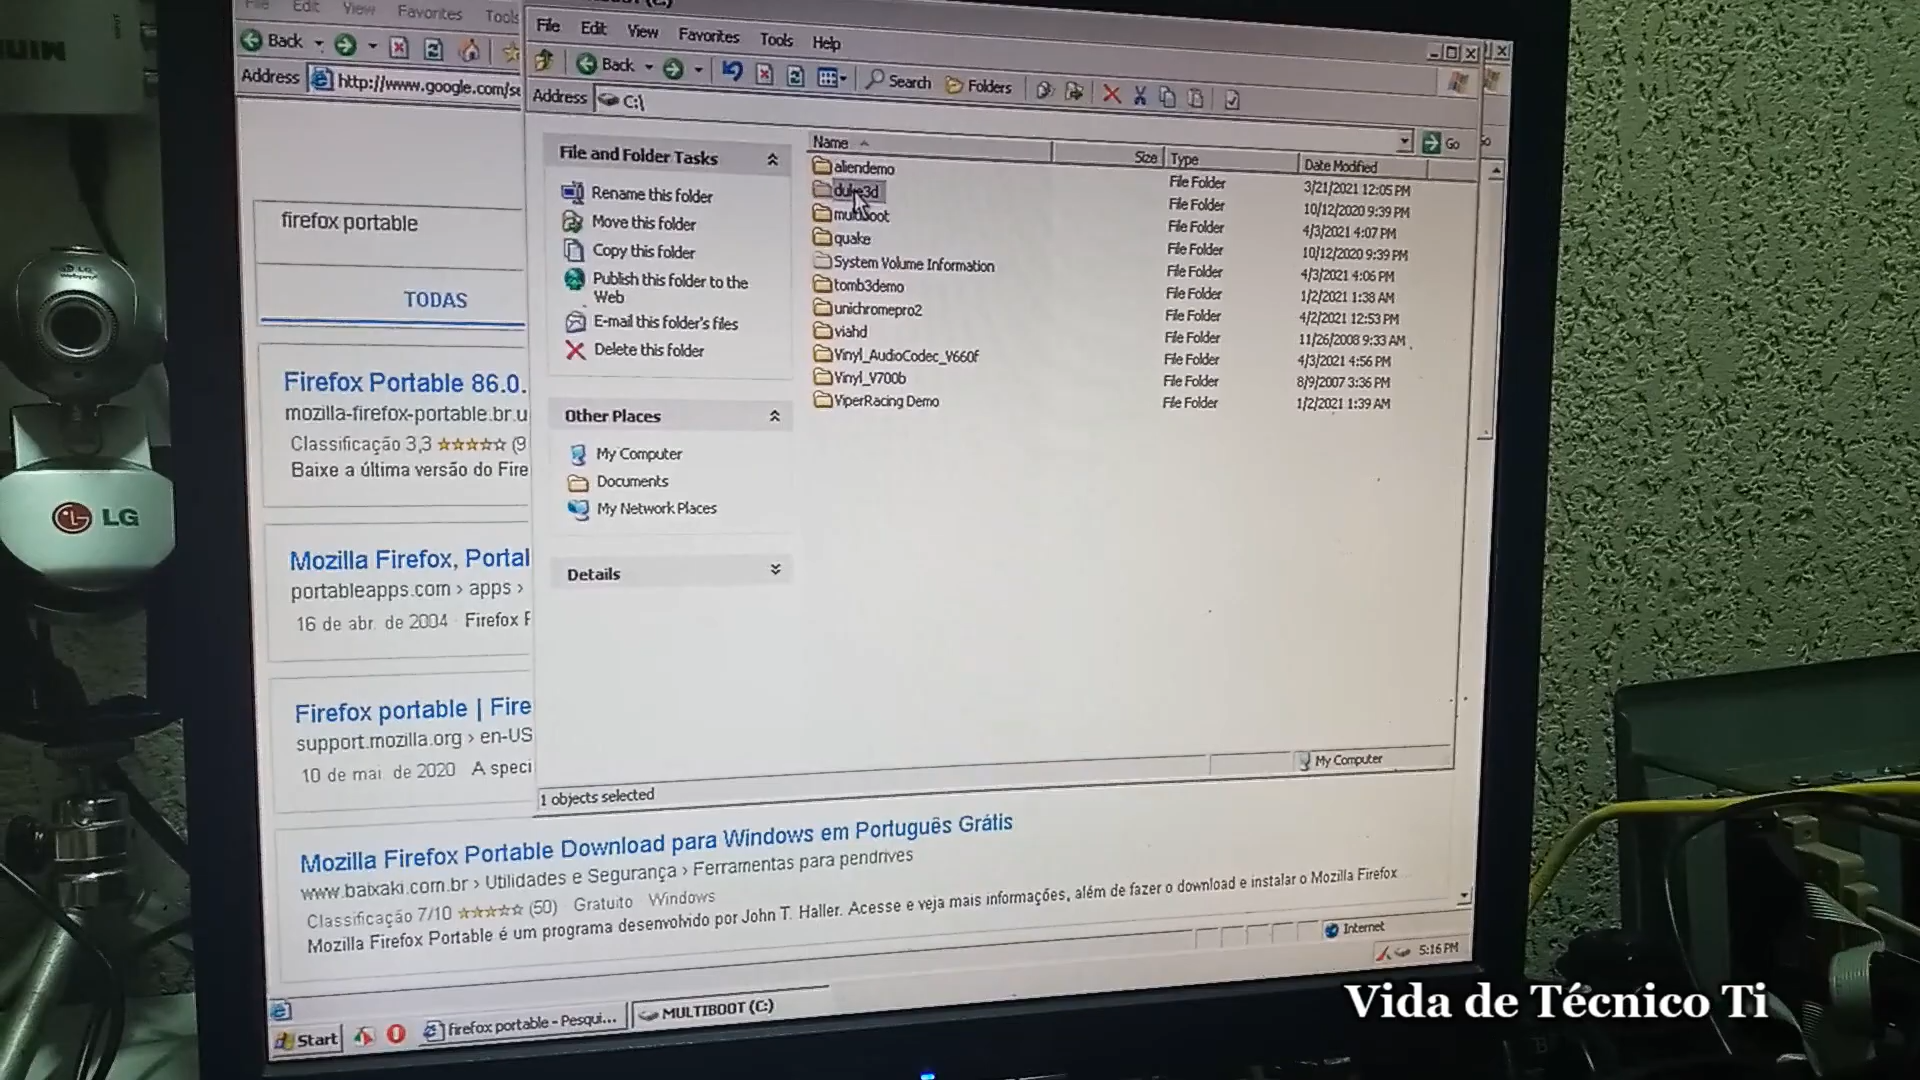 File Edit View Favorites Tools
Back
Address http://www.google.com/se
firefox portable
TODAS
Firefox Portable 86.0.
mozilla-firefox-portable.br.u
Classificação 3,3 ★★★★☆ (9
Baixe a última versão do Fire
Mozilla Firefox, Portal
portableapps.com › apps ›
16 de abr. de 2004 · Firefox F
Firefox portable | Fire
support.mozilla.org › en-US
10 de mai. de 2020 A speci
Mozilla Firefox Portable Download para Windows em Português Grátis
www.baixaki.com.br › Utilidades e Segurança › Ferramentas para pendrives
Classificação 7/10 ★★★★☆ (50) Gratuito Windows
Mozilla Firefox Portable é um programa desenvolvido por John T. Haller. Acesse e veja mais informações, além de fazer o download e instalar o Mozilla Firefox
Internet
File Edit View Favorites Tools Help
Back Search Folders
Address C:\
Go
File and Folder Tasks
Rename this folder
Move this folder
Copy this folder
Publish this folder to the
Web
E-mail this folder's files
Delete this folder
Other Places
My Computer
Documents
My Network Places
Details
Name Size Type Date Modified
aliendemo File Folder 3/21/2021 12:05 PM
duke3d File Folder 10/12/2020 9:39 PM
multiboot File Folder 4/3/2021 4:07 PM
quake File Folder 10/12/2020 9:39 PM
System Volume Information File Folder 4/3/2021 4:06 PM
tomb3demo File Folder 1/2/2021 1:38 AM
unichromepro2 File Folder 4/2/2021 12:53 PM
viahd File Folder 11/26/2008 9:33 AM
Vinyl_AudioCodec_V660f File Folder 4/3/2021 4:56 PM
Vinyl_V700b File Folder 8/9/2007 3:36 PM
ViperRacing Demo File Folder 1/2/2021 1:39 AM
1 objects selected
My Computer
Start firefox portable - Pesqui... MULTIBOOT (C:) 5:16 PM
LG
LG
Vida de Técnico Ti